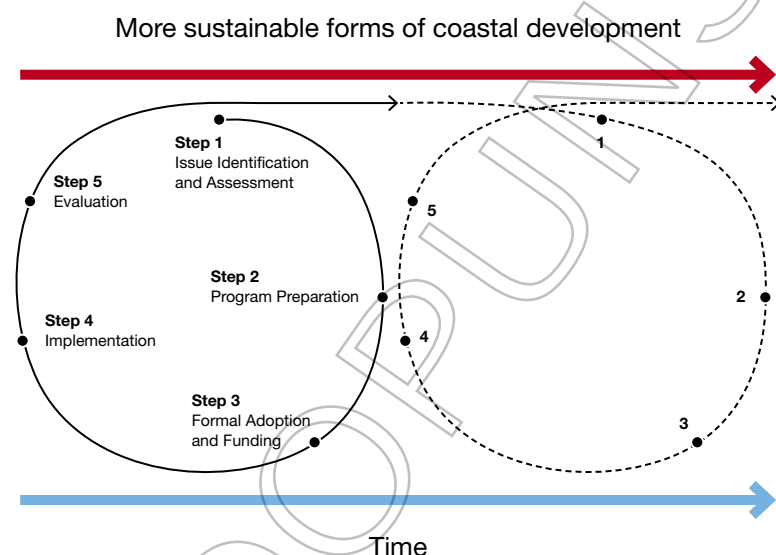 More sustainable forms of coastal development
Step 1
Issue Identification
and Assessment
Step 5
Evaluation
Step 2
Program Preparation
Step 4
Implementation
Step 3
Formal Adoption
and Funding
1
5
2
4
3
Time